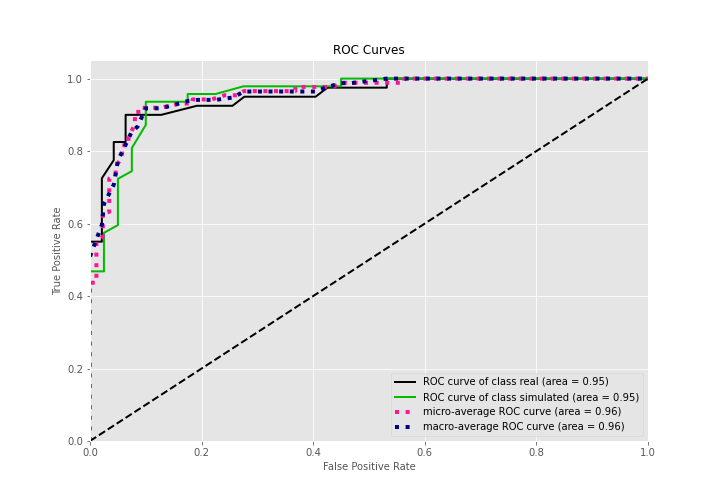 ROC Curves
True Positive Rate
1.0
0.8
0.6
0.4
0.2
0.0
ROC curve of class real (area = 0.95)
ROC curve of class simulated (area = 0.95)
micro-average ROC curve (area = 0.96)
macro-average ROC curve (area = 0.96)
0.0 0.2 0.4 0.6 0.8 1.0
False Positive Rate